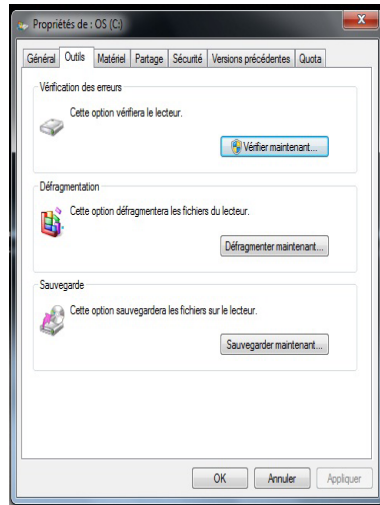 Propriétés de : OS (C:)
Général Outils Matériel Partage Sécurité Versions précédentes Quota
Vérification des erreurs
Cette option vérifiera le lecteur.
Vérifier maintenant...
Défragmentation
Cette option défragmentera les fichiers du lecteur.
Défragmenter maintenant...
Sauvegarde
Cette option sauvegardera les fichiers sur le lecteur.
Sauvegarder maintenant...
OK Annuler Appliquer